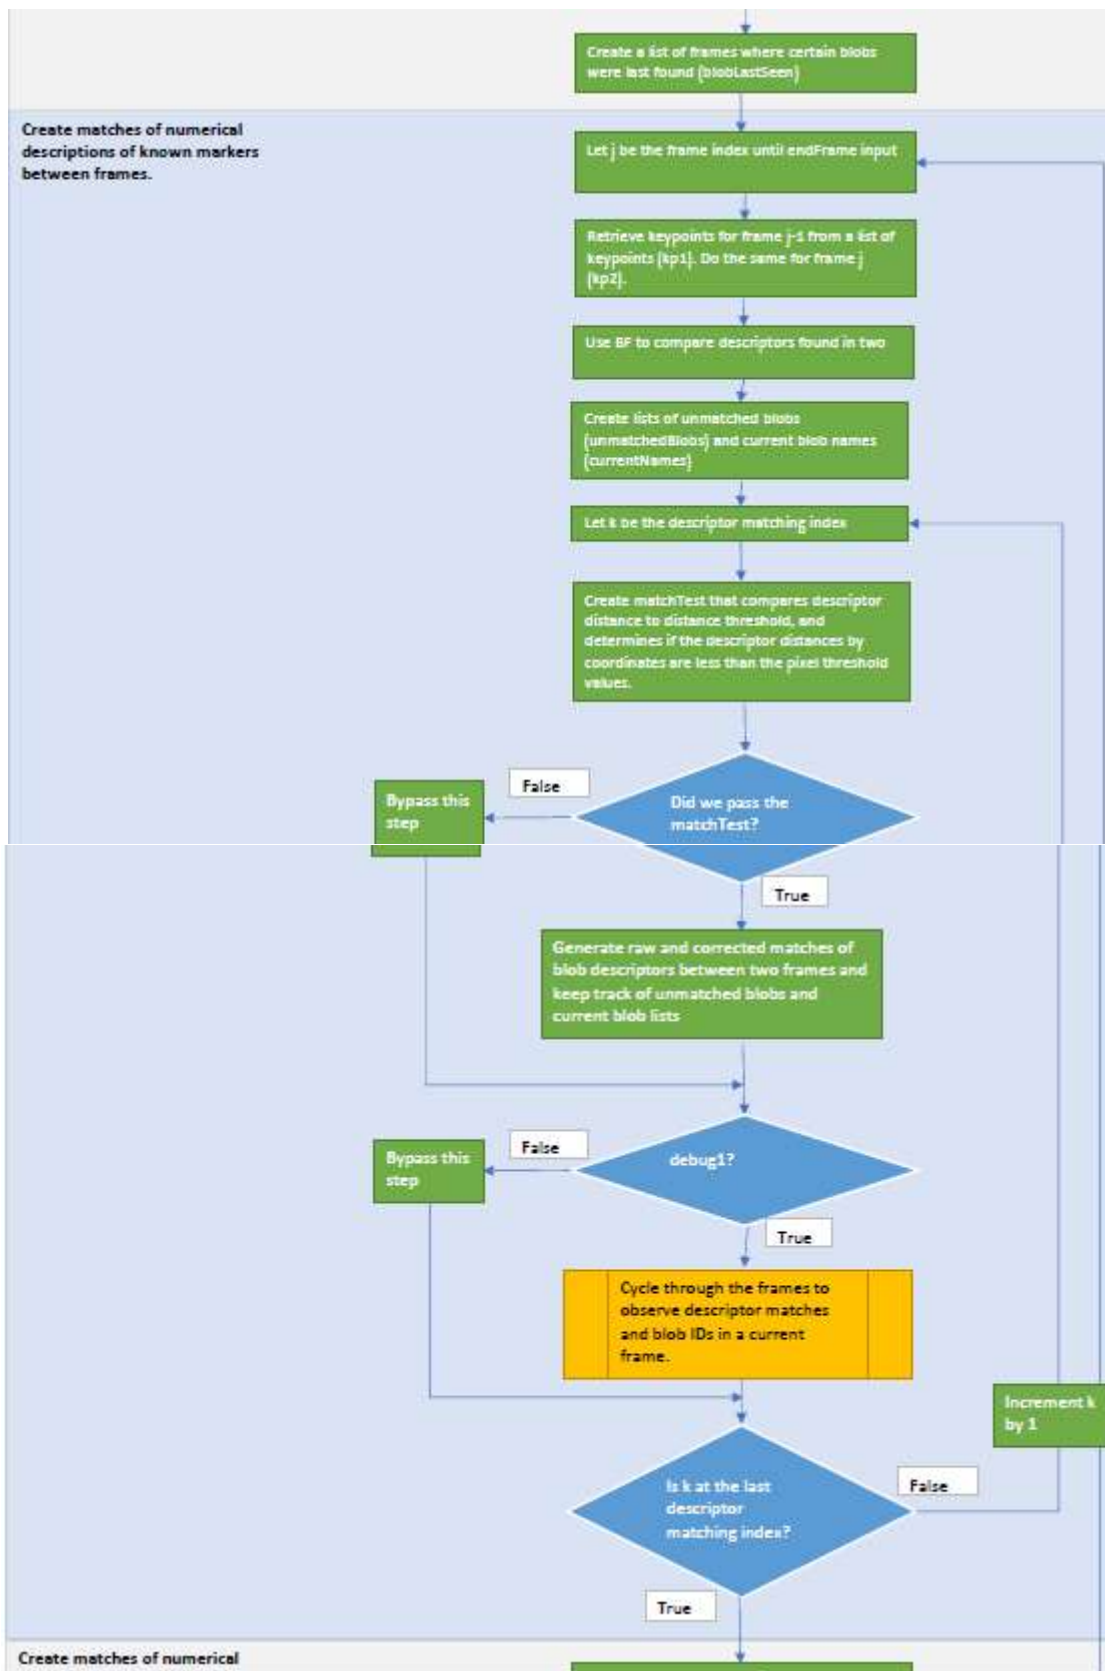 Create a list of frames where certain blobs
were last found (blobLastSeen)
Create matches of numerical
descriptions of known markers
between frames.
Let j be the frame index until endFrame input
Retrieve keypoints for frame j-1 from a list of
keypoints (kp1). Do the same for frame j
(kp2).
Use BF to compare descriptors found in two
Create lists of unmatched blobs
(unmatchedBlobs) and current blob names
(currentNames)
Let k be the descriptor matching index
Create matchTest that compares descriptor
distance to distance threshold, and
determines if the descriptor distances by
coordinates are less than the pixel threshold
values.
Did we pass the
matchTest?
False
Bypass this
step
True
Generate raw and corrected matches of
blob descriptors between two frames and
keep track of unmatched blobs and
current blob lists
debug1?
False
Bypass this
step
True
Cycle through the frames to
observe descriptor matches
and blob IDs in a current
frame.
Increment k
by 1
Is k at the last
descriptor
matching index?
False
True
Create matches of numerical